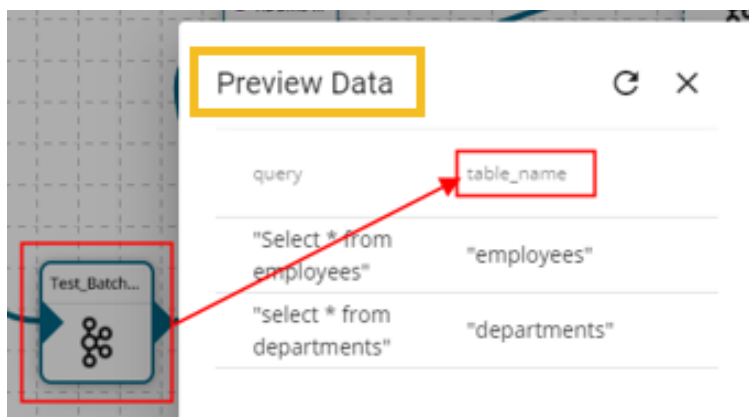 Preview Data
query
table_name
"Select * from
employees"
"employees"
Test_Batch...
"select * from
departments"
"departments"